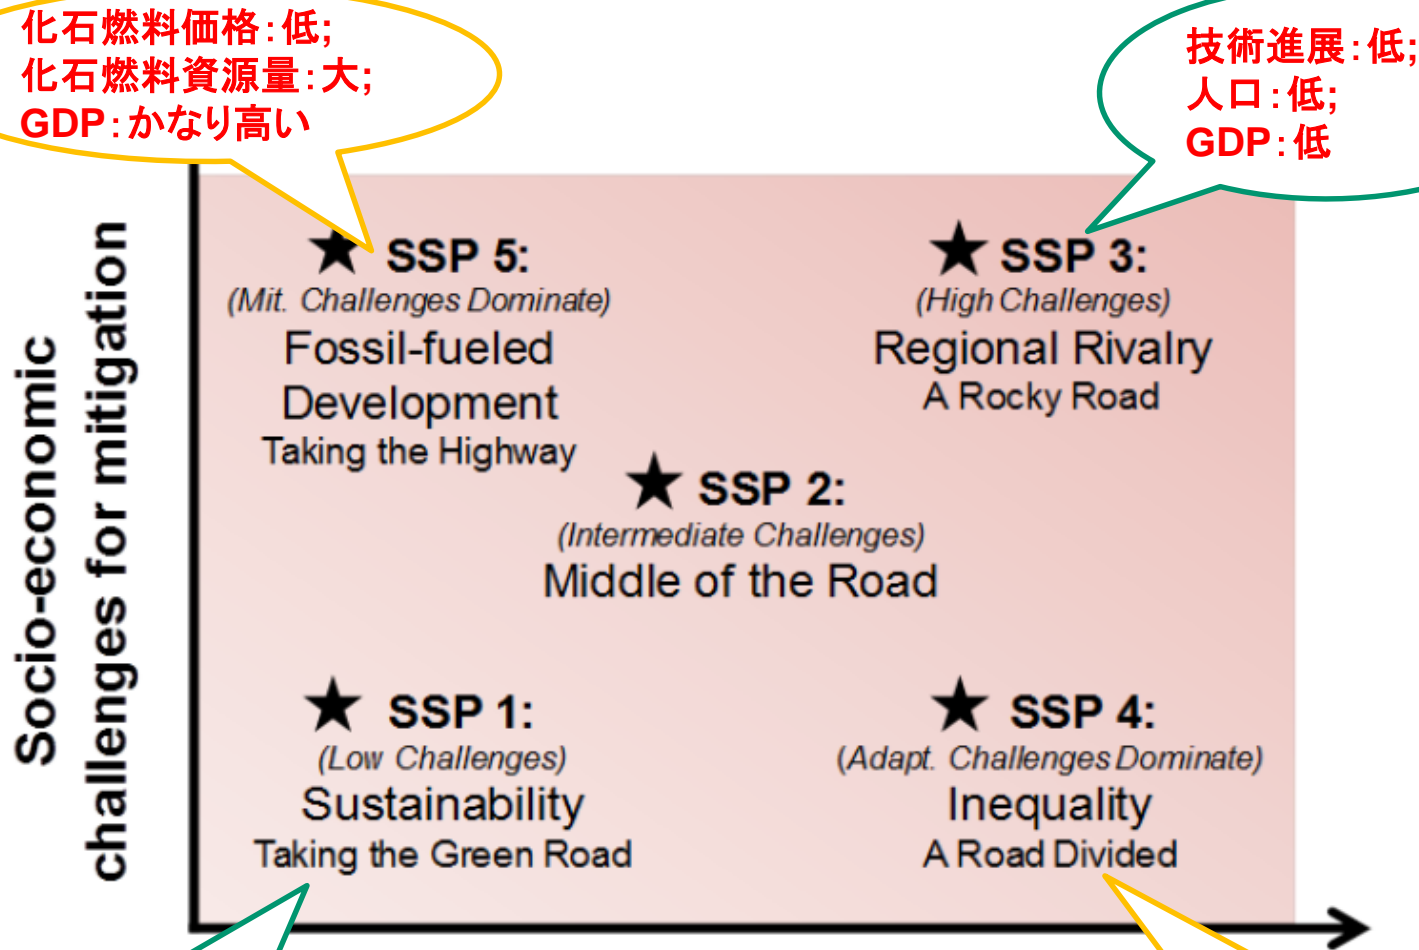 化石燃料価格：低;
化石燃料資源量：大;
GDP：かなり高い
技術進展：低;
人口：低;
GDP：低
Socio-economic
challenges for mitigation
★ SSP 5:
(Mit. Challenges Dominate)
Fossil-fueled
Development
Taking the Highway
★ SSP 3:
(High Challenges)
Regional Rivalry
A Rocky Road
★ SSP 2:
(Intermediate Challenges)
Middle of the Road
★ SSP 1:
(Low Challenges)
Sustainability
Taking the Green Road
★ SSP 4:
(Adapt. Challenges Dominate)
Inequality
A Road Divided